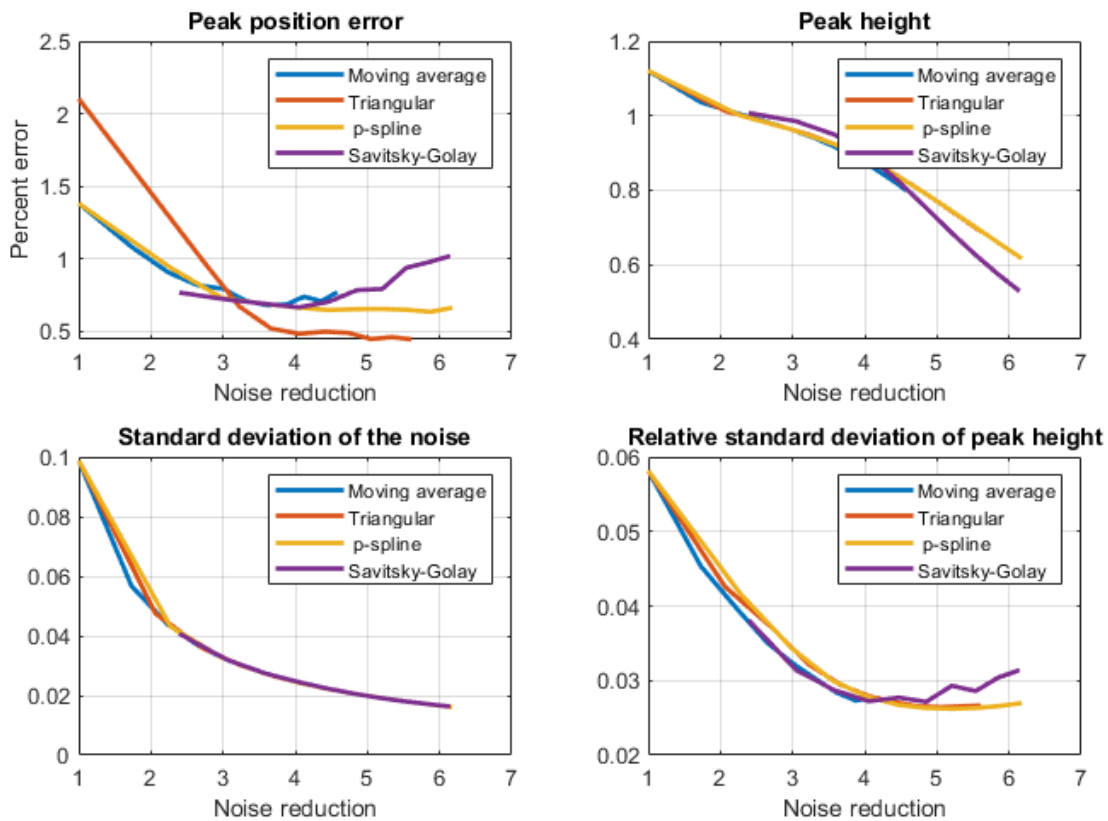 Peak position error
2.5
2
1.5
1
0.5
Percent error
Moving average
Triangular
p-spline
Savitsky-Golay
1 2 3 4 5 6 7
Noise reduction
Peak height
1.2
1
0.8
0.6
0.4
Moving average
Triangular
p-spline
Savitsky-Golay
1 2 3 4 5 6 7
Noise reduction
Standard deviation of the noise
0.1
0.08
0.06
0.04
0.02
0
Moving average
Triangular
p-spline
Savitsky-Golay
1 2 3 4 5 6 7
Noise reduction
Relative standard deviation of peak height
0.06
0.05
0.04
0.03
0.02
Moving average
Triangular
p-spline
Savitsky-Golay
1 2 3 4 5 6 7
Noise reduction